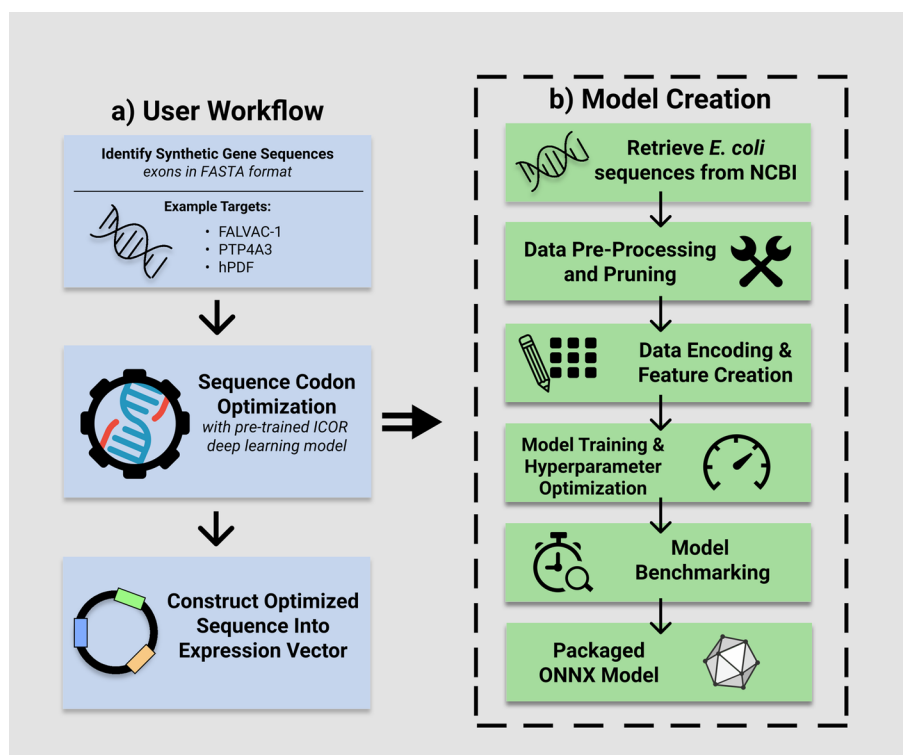 a) User Workflow
Identify Synthetic Gene Sequences
exons in FASTA format
Example Targets:
• FALVAC-1
• PTP4A3
• hPDF
Sequence Codon
Optimization
with pre-trained ICOR
deep learning model
Construct Optimized
Sequence Into
Expression Vector
b) Model Creation
Retrieve E. coli
sequences from NCBI
Data Pre-Processing
and Pruning
Data Encoding &
Feature Creation
Model Training &
Hyperparameter
Optimization
Model
Benchmarking
Packaged
ONNX Model